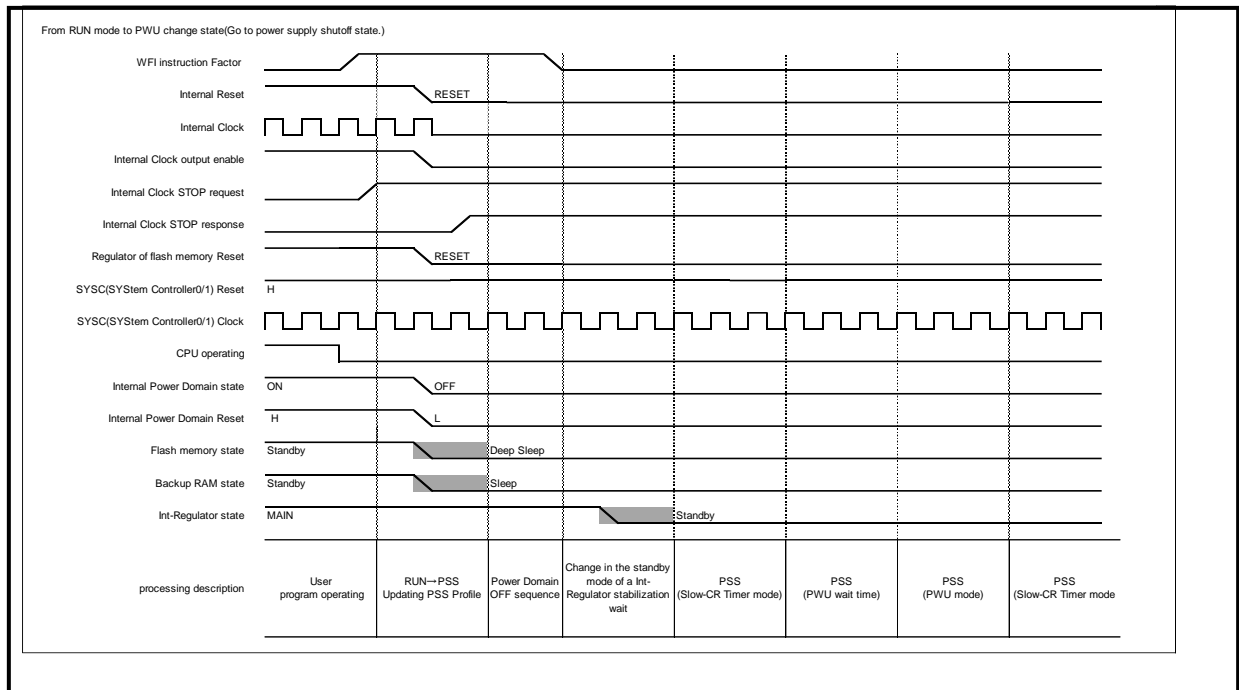 From RUN mode to PWU change state(Go to power supply shutoff state.)
WFI instruction Factor
Internal Reset
RESET
Internal Clock
Internal Clock output enable
Internal Clock STOP request
Internal Clock STOP response
Regulator of flash memory Reset
RESET
SYSC(SYStem Controller0/1) Reset
H
SYSC(SYStem Controller0/1) Clock
CPU operating
Internal Power Domain state
ON
OFF
Internal Power Domain Reset
H
L
Flash memory state
Standby
Deep Sleep
Backup RAM state
Standby
Sleep
Int-Regulator state
MAIN
Standby
processing description
User
program operating
RUN→PSS
Updating PSS Profile
Power Domain
OFF sequence
Change in the standby
mode of a Int-
Regulator stabilization
wait
PSS
(Slow-CR Timer mode)
PSS
(PWU wait time)
PSS
(PWU mode)
PSS
(Slow-CR Timer mode